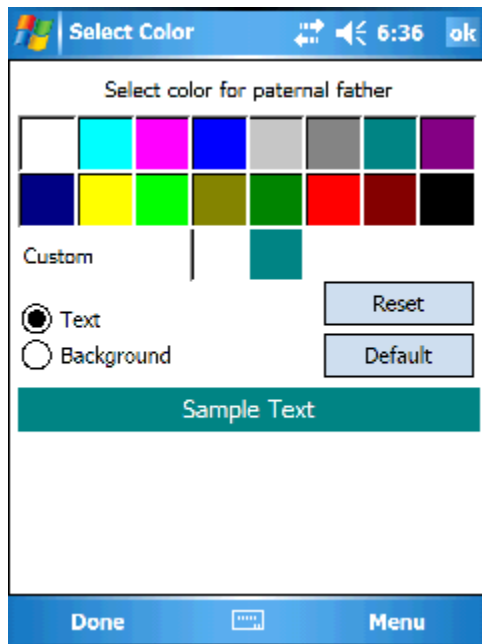 Select Color 6:36 ok
Select color for paternal father
Custom
Reset
Text
Background
Default
Sample Text
Done Menu